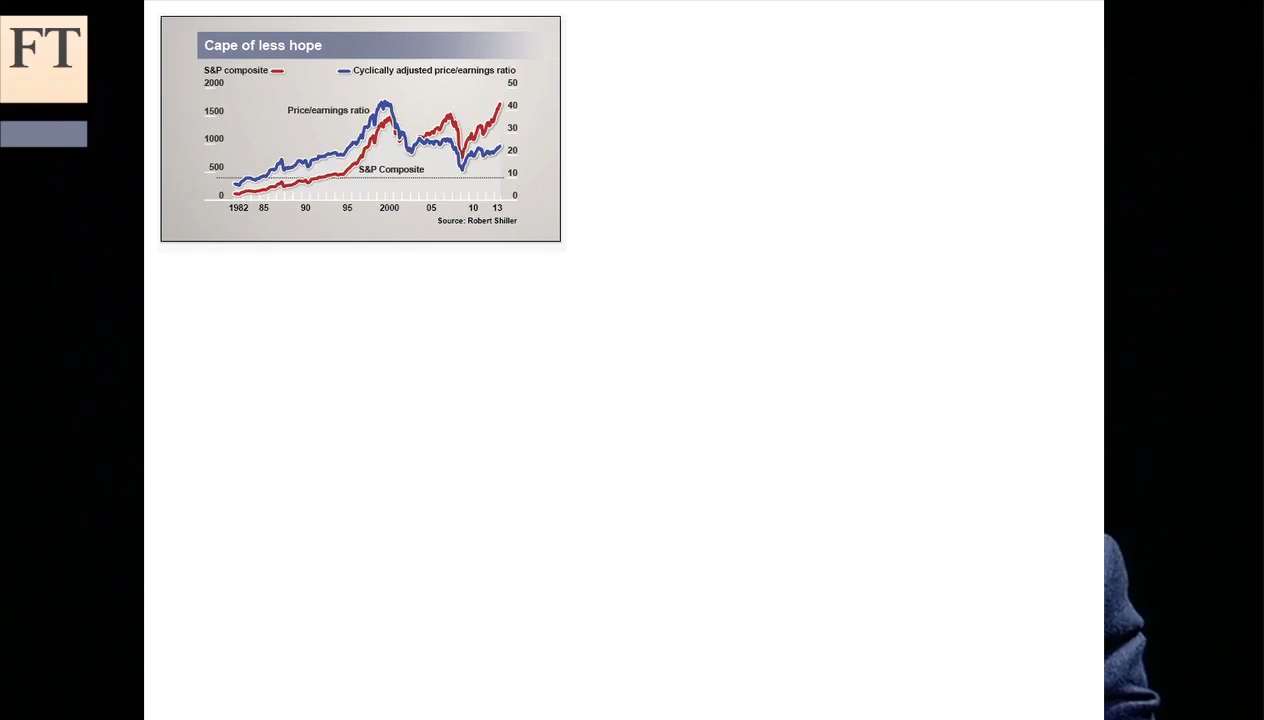 FT
Cape of less hope
S&P composite Cyclically adjusted price/earnings ratio
2000 50
1500 Price/earnings ratio 40
30
1000
20
500 S&P Composite 10
0 0
1982 85 90 95 2000 05 10 13
Source: Robert Shiller